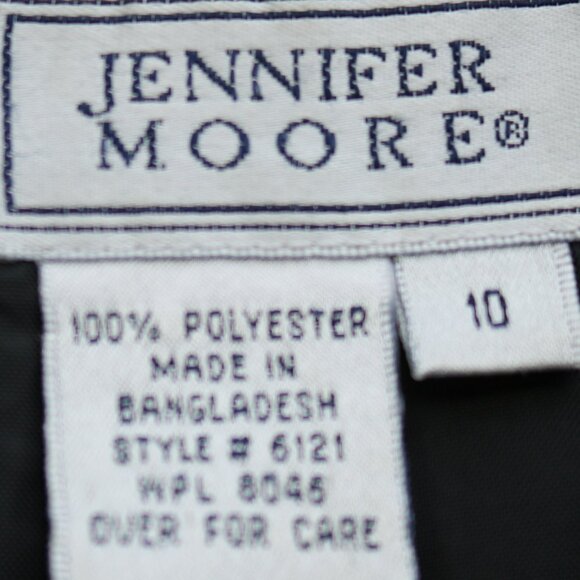 JENNIFER
MOORE®
10
100% POLYESTER
MADE IN
BANGLADESH
STYLE # 6121
WPL 8046
OVER FOR CARE